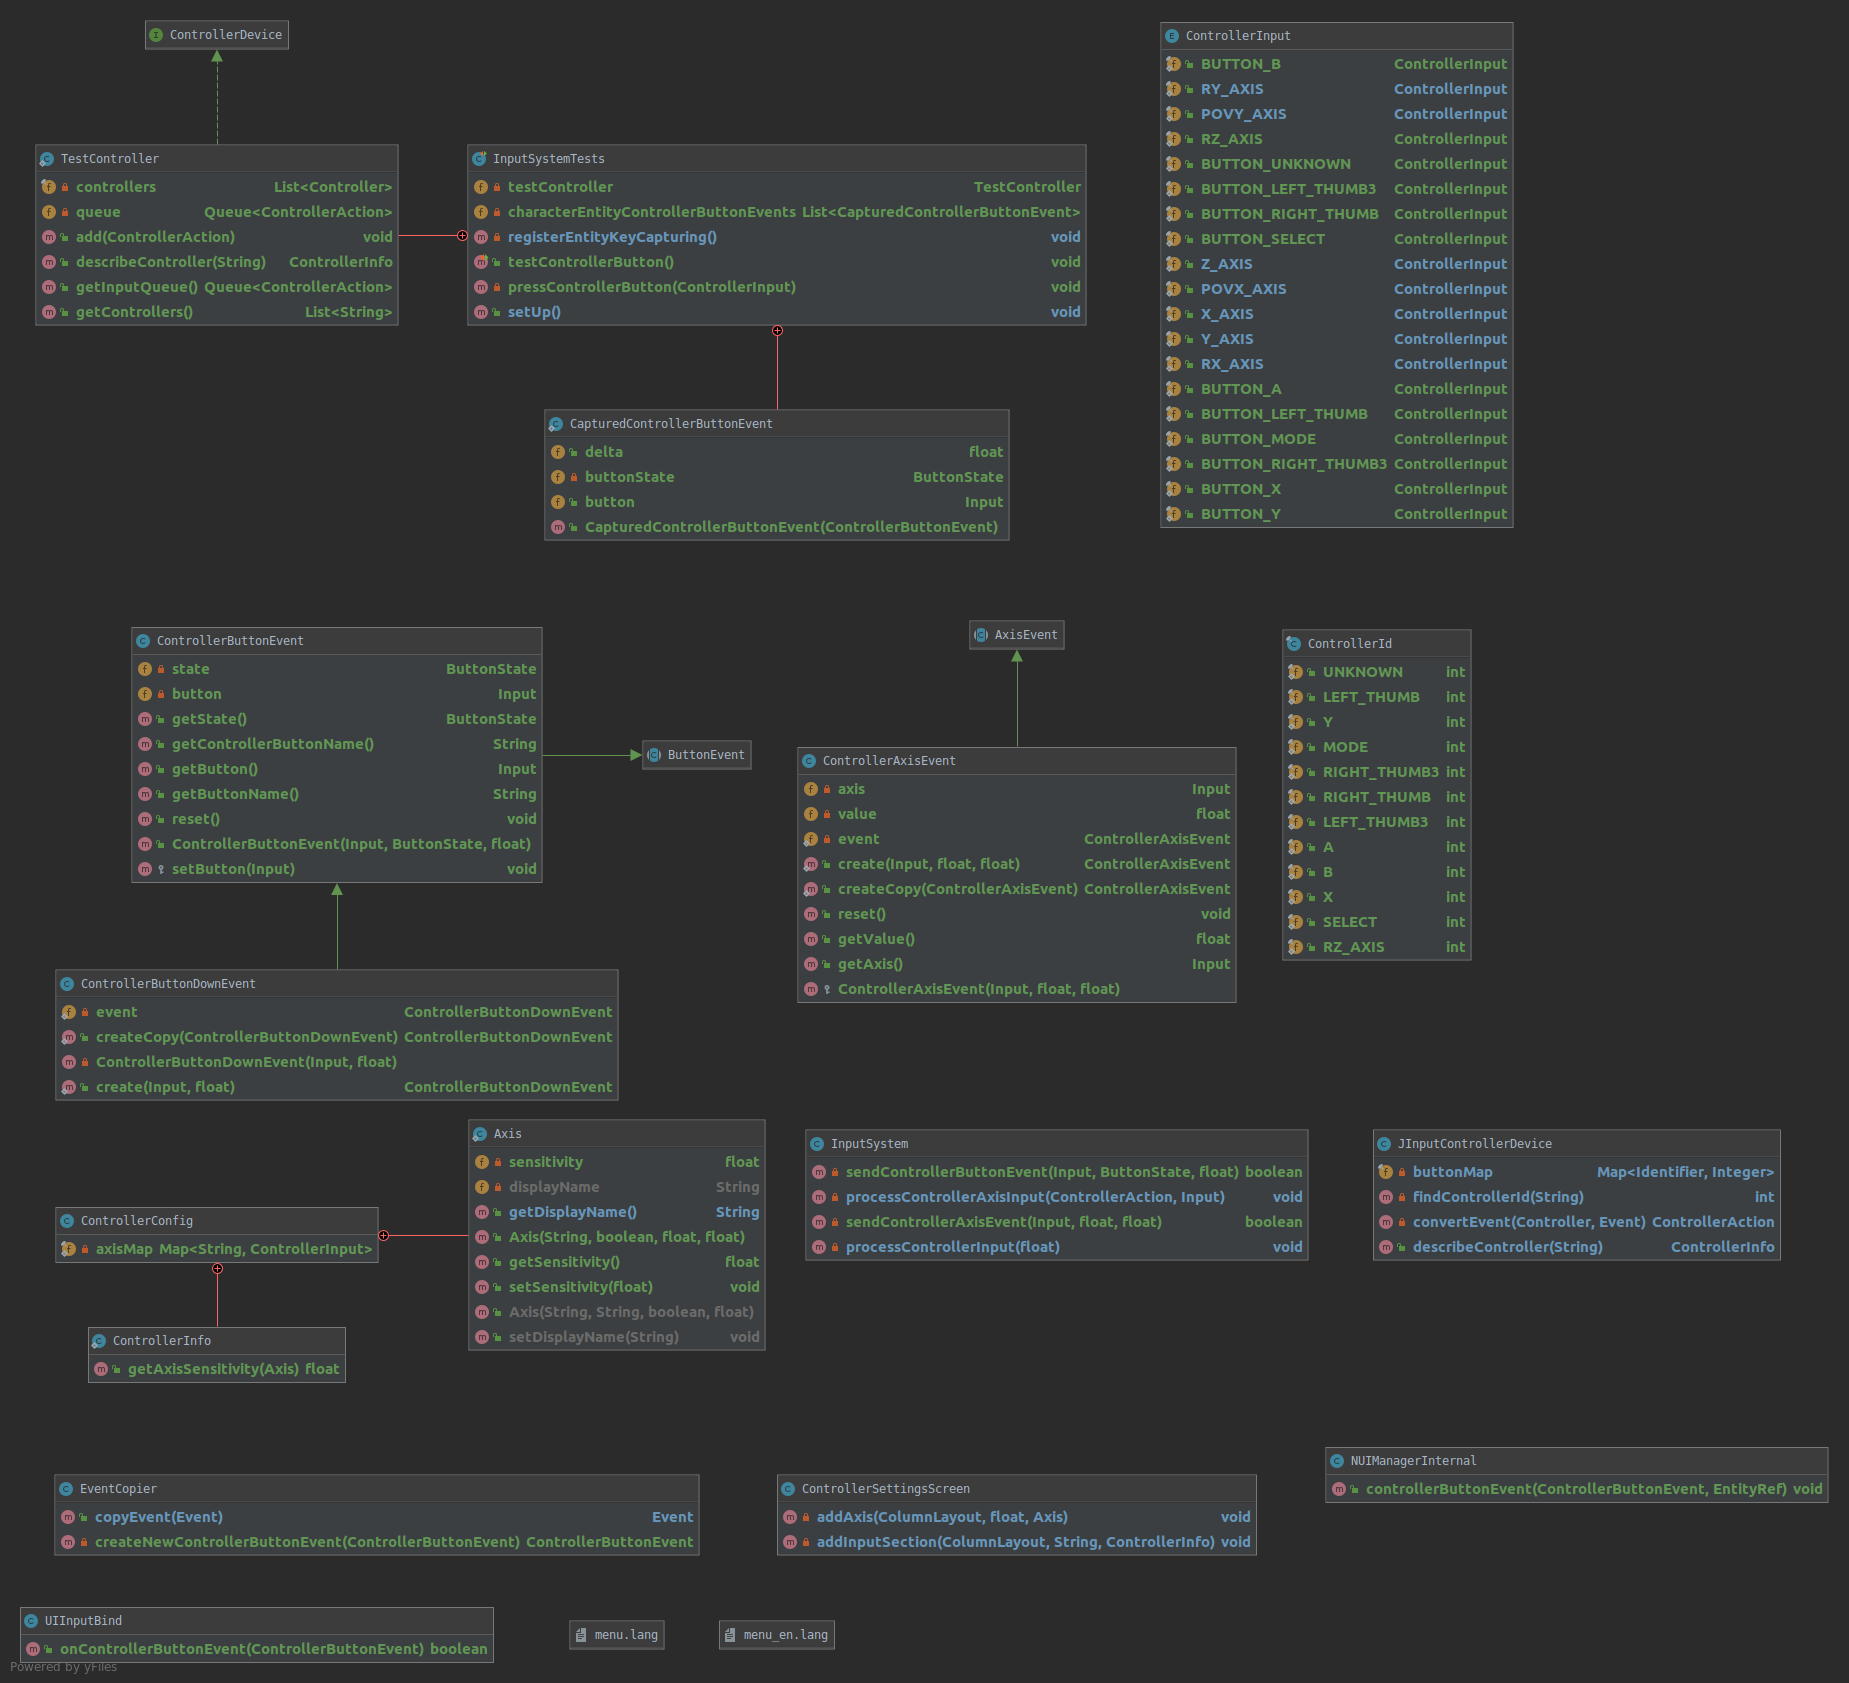 ControllerDevice
TestController
controllers List<Controller>
queue Queue<ControllerAction>
add(ControllerAction) void
describeController(String) ControllerInfo
getInputQueue() Queue<ControllerAction>
getControllers() List<String>
InputSystemTests
testController TestController
characterEntityControllerButtonEvents List<CapturedControllerButtonEvent>
registerEntityKeyCapturing() void
testControllerButton() void
pressControllerButton(ControllerInput) void
setUp() void
CapturedControllerButtonEvent
delta float
buttonState ButtonState
button Input
CapturedControllerButtonEvent(ControllerButtonEvent)
ControllerInput
BUTTON_B ControllerInput
RY_AXIS ControllerInput
POVY_AXIS ControllerInput
RZ_AXIS ControllerInput
BUTTON_UNKNOWN ControllerInput
BUTTON_LEFT_THUMB3 ControllerInput
BUTTON_RIGHT_THUMB ControllerInput
BUTTON_SELECT ControllerInput
Z_AXIS ControllerInput
POVX_AXIS ControllerInput
X_AXIS ControllerInput
Y_AXIS ControllerInput
RX_AXIS ControllerInput
BUTTON_A ControllerInput
BUTTON_LEFT_THUMB ControllerInput
BUTTON_MODE ControllerInput
BUTTON_RIGHT_THUMB3 ControllerInput
BUTTON_X ControllerInput
BUTTON_Y ControllerInput
ControllerButtonEvent
state ButtonState
button Input
getState() ButtonState
getControllerButtonName() String
getButton() Input
getButtonName() String
reset() void
ControllerButtonEvent(Input, ButtonState, float)
setButton(Input) void
ButtonEvent
AxisEvent
ControllerAxisEvent
axis Input
value float
event ControllerAxisEvent
create(Input, float, float) ControllerAxisEvent
createCopy(ControllerAxisEvent) ControllerAxisEvent
reset() void
getValue() float
getAxis() Input
ControllerAxisEvent(Input, float, float)
ControllerId
UNKNOWN int
LEFT_THUMB int
Y int
MODE int
RIGHT_THUMB3 int
RIGHT_THUMB int
LEFT_THUMB3 int
A int
B int
X int
SELECT int
RZ_AXIS int
ControllerButtonDownEvent
event ControllerButtonDownEvent
createCopy(ControllerButtonDownEvent) ControllerButtonDownEvent
ControllerButtonDownEvent(Input, float)
create(Input, float) ControllerButtonDownEvent
Axis
sensitivity float
displayName String
getDisplayName() String
Axis(String, boolean, float, float)
getSensitivity() float
setSensitivity(float) void
Axis(String, String, boolean, float)
setDisplayName(String) void
ControllerConfig
axisMap Map<String, ControllerInput>
ControllerInfo
getAxisSensitivity(Axis) float
InputSystem
sendControllerButtonEvent(Input, ButtonState, float) boolean
processControllerAxisInput(ControllerAction, Input) void
sendControllerAxisEvent(Input, float, float) boolean
processControllerInput(float) void
JInputControllerDevice
buttonMap Map<Identifier, Integer>
findControllerId(String) int
convertEvent(Controller, Event) ControllerAction
describeController(String) ControllerInfo
EventCopier
copyEvent(Event) Event
createNewControllerButtonEvent(ControllerButtonEvent) ControllerButtonEvent
ControllerSettingsScreen
addAxis(ColumnLayout, float, Axis) void
addInputSection(ColumnLayout, String, ControllerInfo) void
NUIManagerInternal
controllerButtonEvent(ControllerButtonEvent, EntityRef) void
UIInputBind
onControllerButtonEvent(ControllerButtonEvent) boolean
menu.lang
menu_en.lang
Powered by yFiles